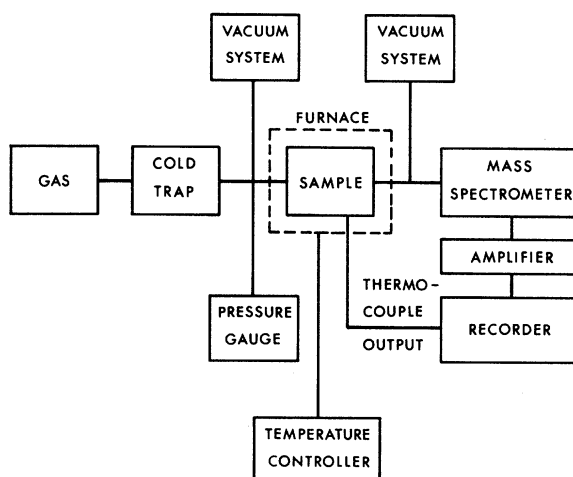 VACUUM
SYSTEM
VACUUM
SYSTEM
FURNACE
GAS
COLD
TRAP
SAMPLE
MASS
SPECTROMETER
AMPLIFIER
THERMO-
COUPLE
OUTPUT
RECORDER
PRESSURE
GAUGE
TEMPERATURE
CONTROLLER